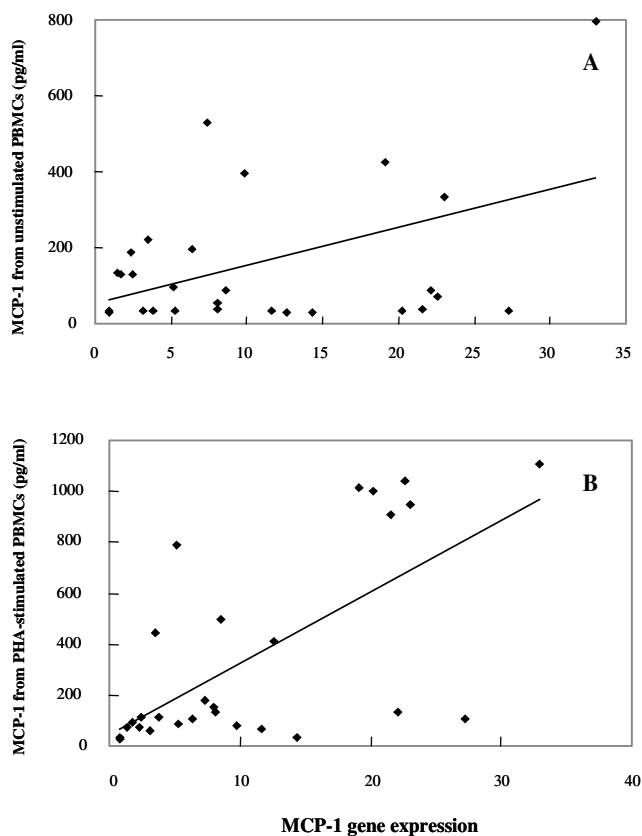 MCP-1 from unstimulated PBMCs (pg/ml)
800
600
400
200
0
A
0 5 10 15 20 25 30 35
MCP-1 from PHA-stimulated PBMCs (pg/ml)
1200
1000
800
600
400
200
0
B
0 10 20 30 40
MCP-1 gene expression